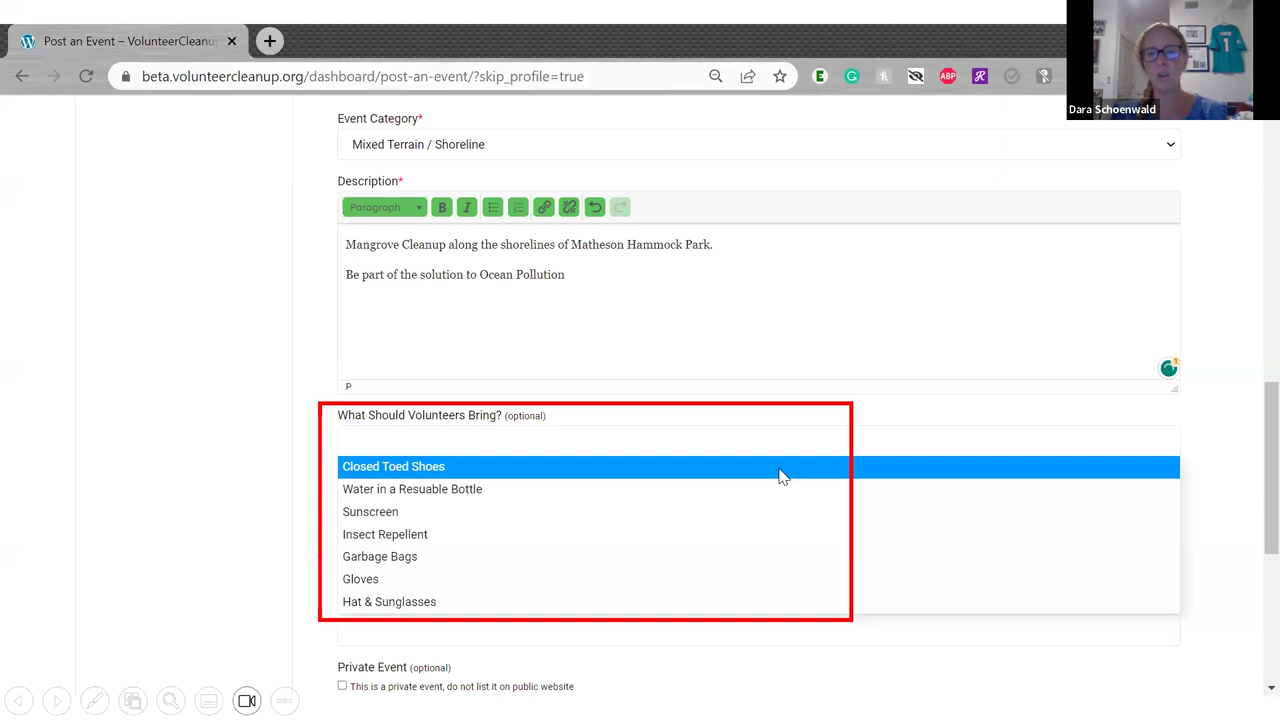 Post an Event – VolunteerCleanu
beta.volunteercleanup.org/dashboard/post-an-event/?skip_profile=true
ABP
Dara Schoenwald
Event Category*
Mixed Terrain / Shoreline
Description*
Paragraph B I
Mangrove Cleanup along the shorelines of Matheson Hammock Park.
Be part of the solution to Ocean Pollution
1
P
What Should Volunteers Bring? (optional)
Closed Toed Shoes
Water in a Resuable Bottle
Sunscreen
Insect Repellent
Garbage Bags
Gloves
Hat & Sunglasses
Private Event (optional)
This is a private event, do not list it on public website